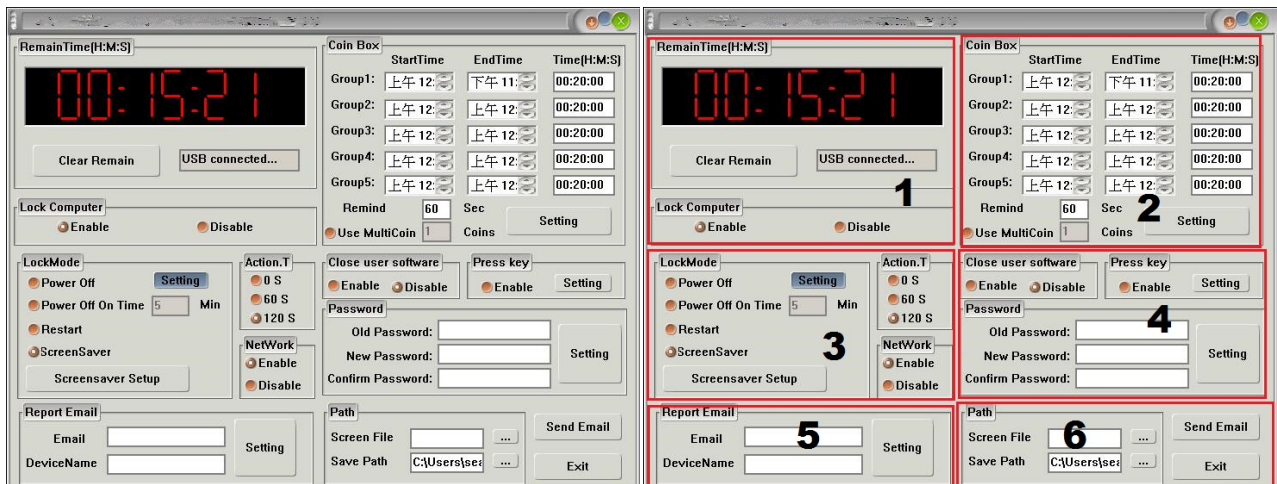 RemainTime(H:M:S)
00:15:21
Clear Remain
USB connected...
Lock Computer
Enable
Disable
Coin Box
StartTime EndTime Time(H:M:S)
Group1: 上午 12: 下午 11: 00:20:00
Group2: 上午 12: 上午 12: 00:20:00
Group3: 上午 12: 上午 12: 00:20:00
Group4: 上午 12: 上午 12: 00:20:00
Group5: 上午 12: 上午 12: 00:20:00
Remind 60 Sec
Use MultiCoin 1 Coins
Setting
LockMode
Power Off Setting
Power Off On Time 5 Min
Restart
ScreenSaver
Screensaver Setup
Action.T
0 S
60 S
120 S
NetWork
Enable
Disable
Close user software
Enable Disable
Press key
Enable Setting
Password
Old Password:
New Password:
Confirm Password:
Setting
Report Email
Email
DeviceName
Setting
Path
Screen File ...
Save Path C:\Users\sea ...
Send Email
Exit
RemainTime(H:M:S)
00:15:21
Clear Remain
USB connected...
1
Lock Computer
Enable
Disable
Coin Box
StartTime EndTime Time(H:M:S)
Group1: 上午 12: 下午 11: 00:20:00
Group2: 上午 12: 上午 12: 00:20:00
Group3: 上午 12: 上午 12: 00:20:00
Group4: 上午 12: 上午 12: 00:20:00
Group5: 上午 12: 上午 12: 00:20:00
Remind 60 Sec
2
Use MultiCoin 1 Coins
Setting
LockMode
Power Off Setting
Power Off On Time 5 Min
Restart
ScreenSaver
3
Screensaver Setup
Action.T
0 S
60 S
120 S
NetWork
Enable
Disable
Close user software
Enable Disable
Press key
Enable Setting
4
Password
Old Password:
New Password:
Confirm Password:
Setting
Report Email
Email
5
DeviceName
Setting
Path
Screen File ...
6
Save Path C:\Users\sea ...
Send Email
Exit